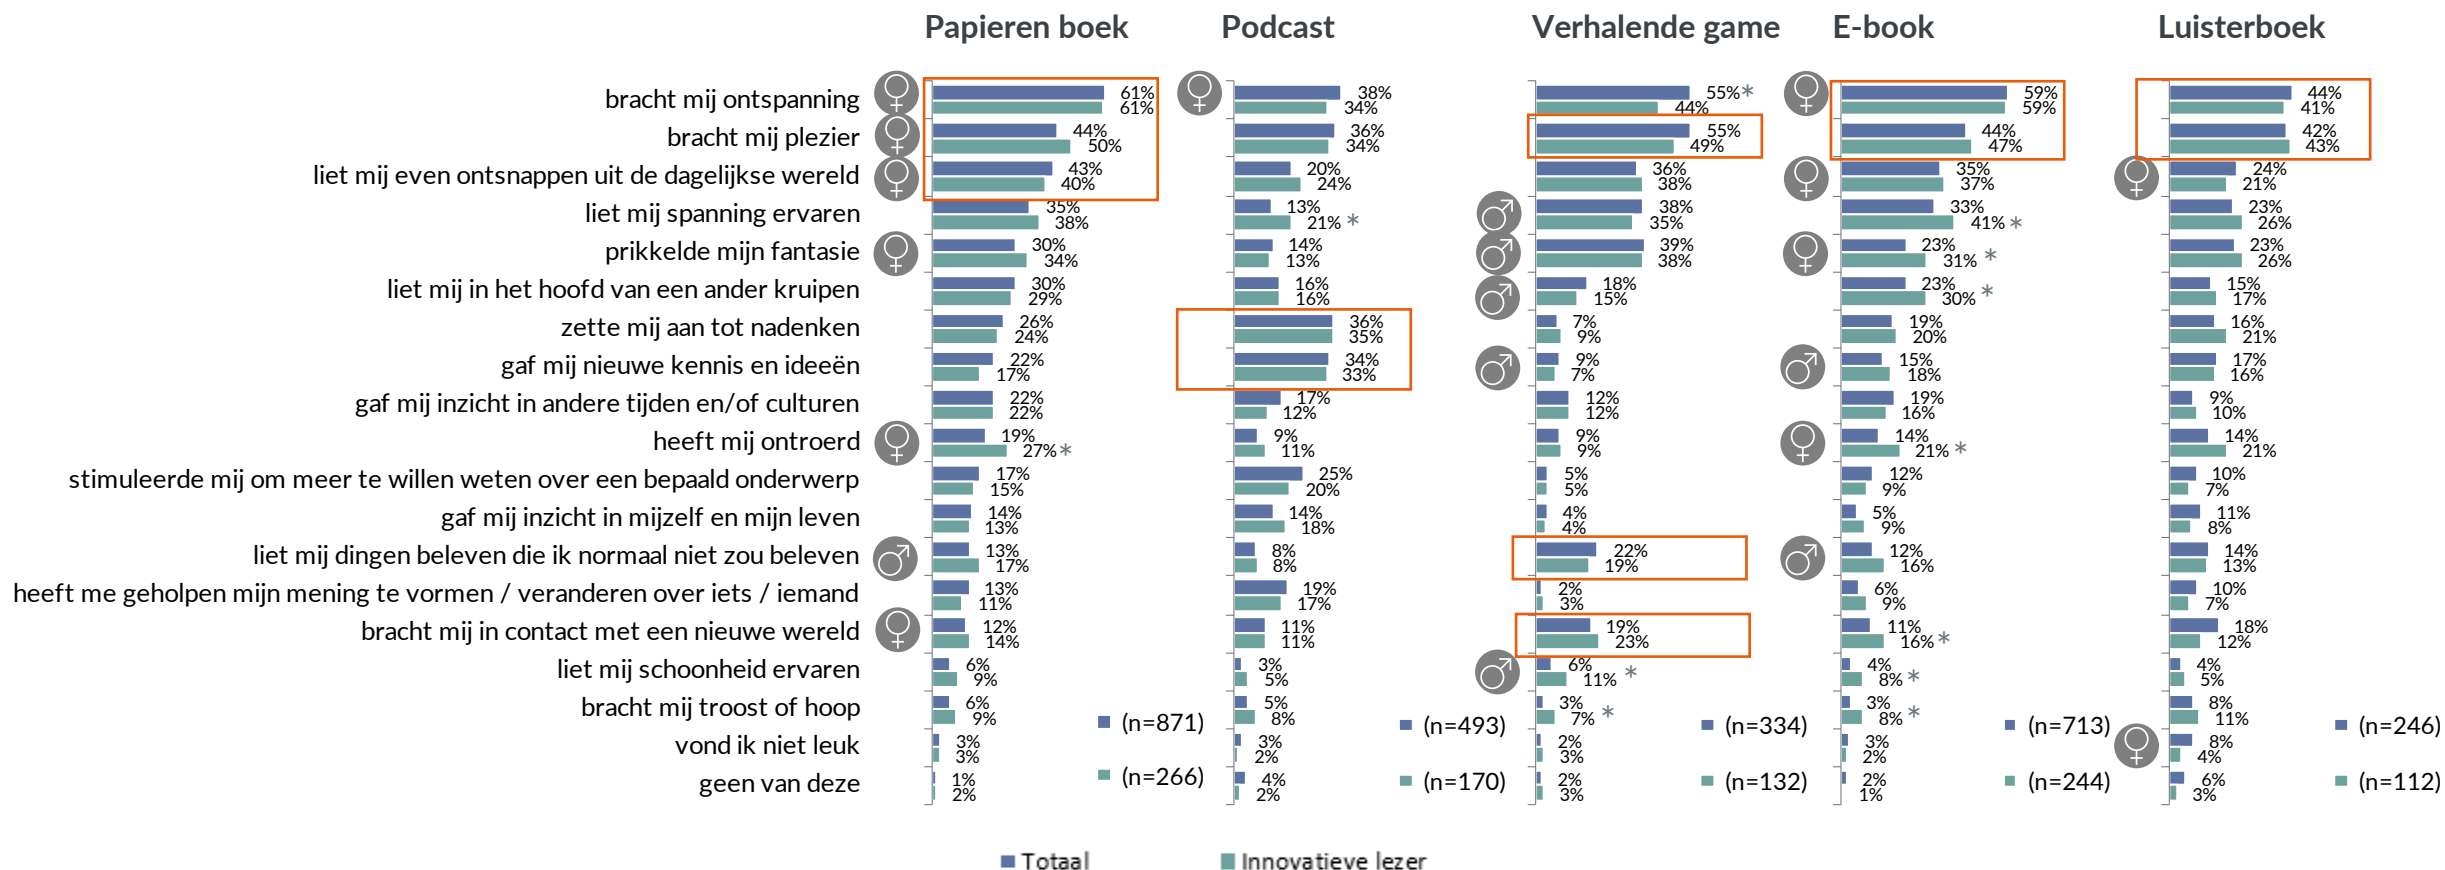 Papieren boek Podcast Verhalende game E-book Luisterboek
bracht mij ontspanning 61% 61% 38% 34% 55%* 44% 59% 59% 44% 41%
bracht mij plezier 44% 50% 36% 34% 55% 49% 44% 47% 42% 43%
liet mij even ontsnappen uit de dagelijkse wereld 43% 40% 20% 24% 36% 38% 35% 37% 24% 21%
liet mij spanning ervaren 35% 38% 13% 21% * 38% 35% 33% 41% * 23% 26%
prikkelde mijn fantasie 30% 34% 14% 13% 39% 38% 23% 31% * 23% 26%
liet mij in het hoofd van een ander kruipen 30% 29% 16% 16% 18% 15% 23% 30% * 15% 17%
zette mij aan tot nadenken 26% 24% 36% 35% 7% 9% 19% 20% 16% 21%
gaf mij nieuwe kennis en ideeën 22% 17% 34% 33% 9% 7% 15% 18% 17% 16%
gaf mij inzicht in andere tijden en/of culturen 22% 22% 17% 12% 12% 12% 19% 16% 9% 10%
heeft mij ontroerd 19% 27%* 9% 11% 9% 9% 14% 21% * 14% 21%
stimuleerde mij om meer te willen weten over een bepaald onderwerp 17% 15% 25% 20% 5% 5% 12% 9% 10% 7%
gaf mij inzicht in mijzelf en mijn leven 14% 13% 14% 18% 4% 4% 5% 9% 11% 8%
liet mij dingen beleven die ik normaal niet zou beleven 13% 17% 8% 8% 22% 19% 12% 16% 14% 13%
heeft me geholpen mijn mening te vormen / veranderen over iets / iemand 13% 11% 19% 17% 2% 3% 6% 9% 10% 7%
bracht mij in contact met een nieuwe wereld 12% 14% 11% 11% 19% 23% 11% 16% * 18% 12%
liet mij schoonheid ervaren 6% 9% 3% 5% 6% 11% * 4% 8% * 4% 5%
bracht mij troost of hoop 6% 9% 5% 8% 3% 7% * 3% 8% * 8% 11%
vond ik niet leuk 3% 3% 3% 2% 2% 3% 3% 2% 8% 4%
geen van deze 1% 2% 4% 2% 2% 3% 2% 1% 6% 3%
(n=871) (n=493) (n=334) (n=713) (n=246)
(n=266) (n=170) (n=132) (n=244) (n=112)
Totaal Innovatieve lezer